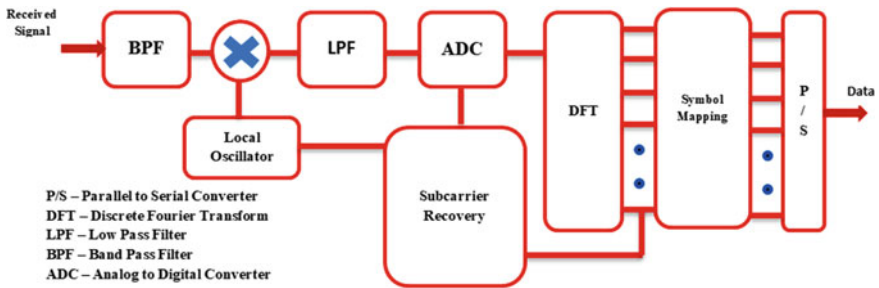 Received
Signal
BPF
LPF
ADC
DFT
Symbol
Mapping
P
/
S
Data
Local
Oscillator
Subcarrier
Recovery
P/S – Parallel to Serial Converter
DFT – Discrete Fourier Transform
LPF – Low Pass Filter
BPF – Band Pass Filter
ADC – Analog to Digital Converter